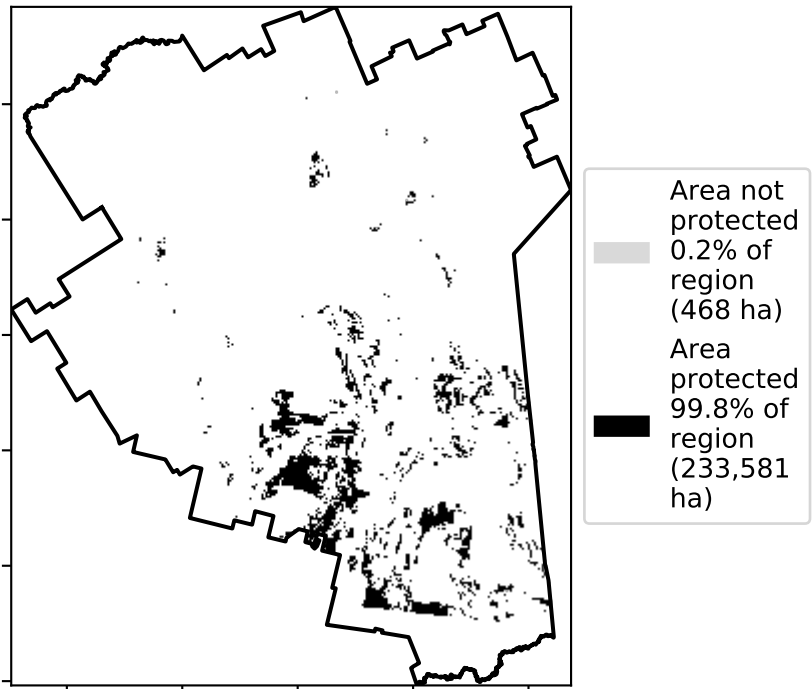 Area not
protected
0.2% of
region
(468 ha)
Area
protected
99.8% of
region
(233,581
ha)